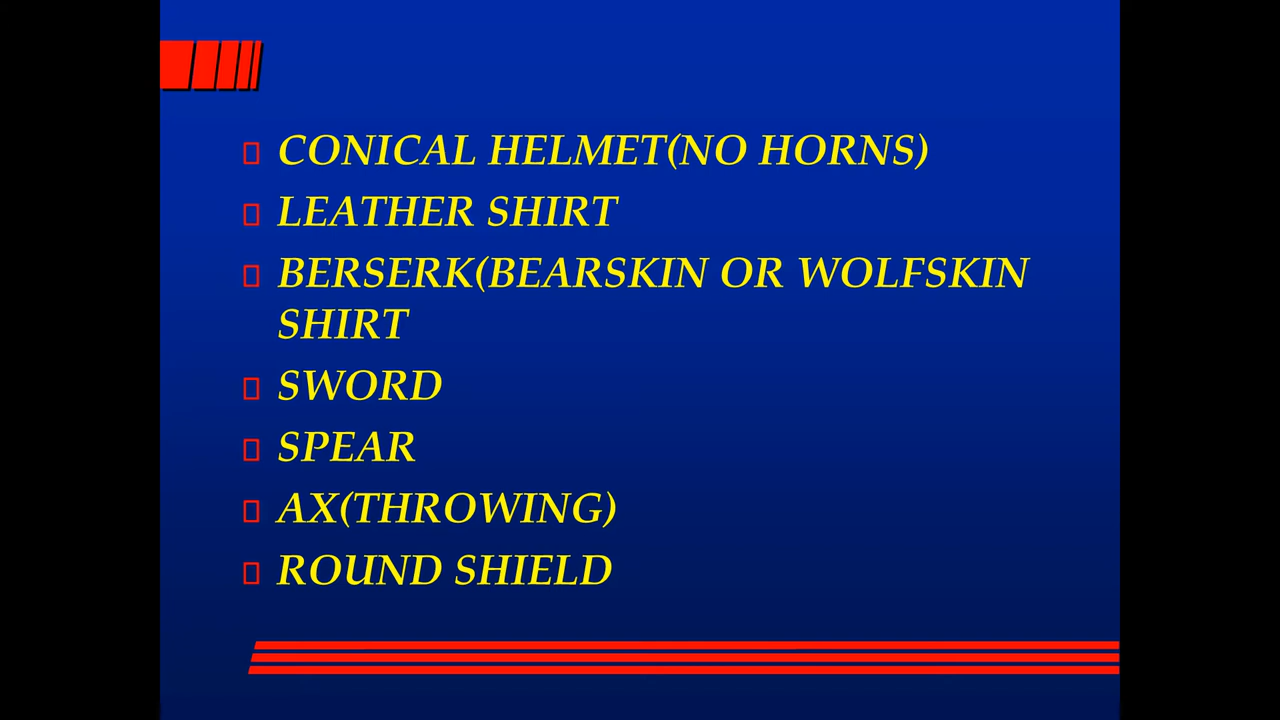 CONICAL HELMET(NO HORNS)
LEATHER SHIRT
BERSERK(BEARSKIN OR WOLFSKIN
SHIRT
SWORD
SPEAR
AX(THROWING)
ROUND SHIELD